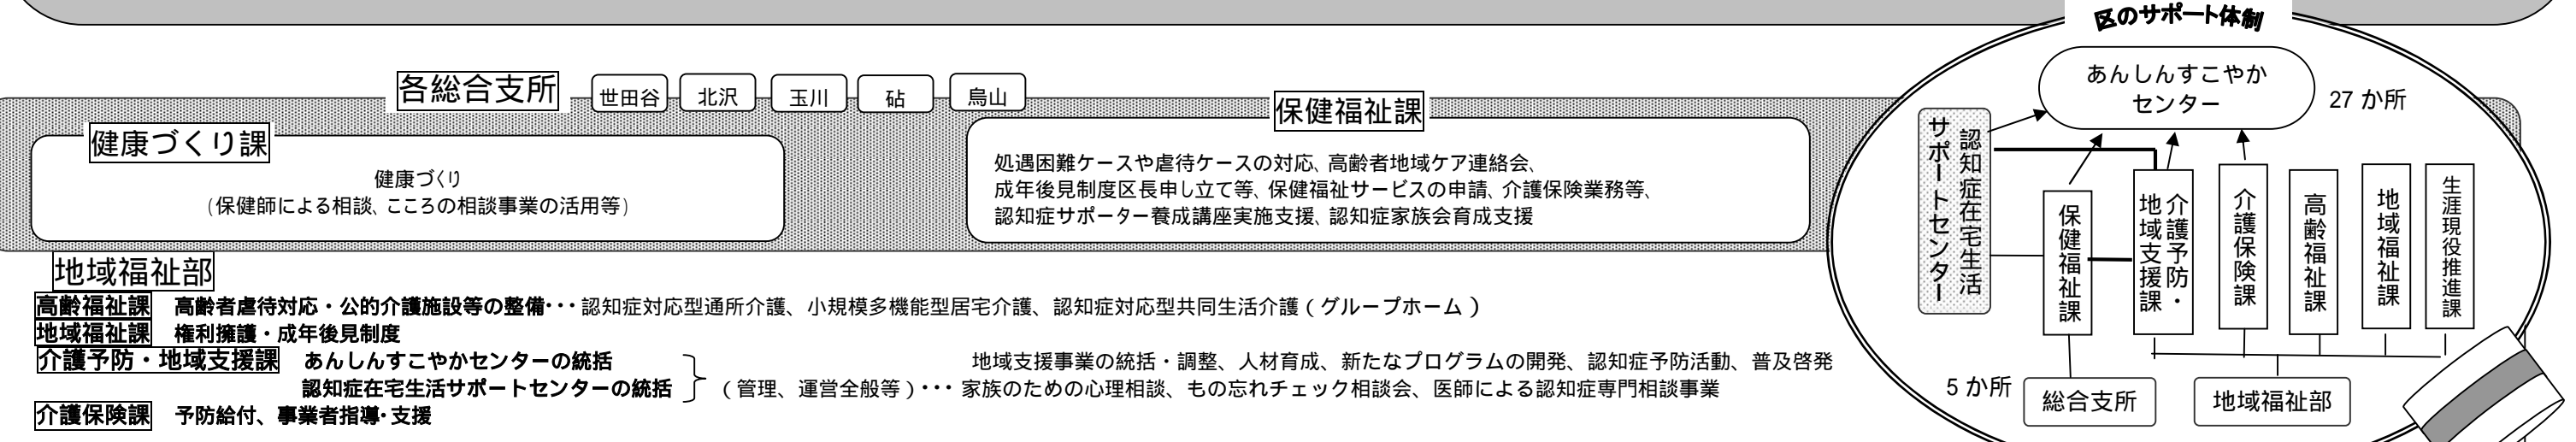 区のサポート体制
各総合支所
世田谷
北沢
玉川
砧
烏山
健康づくり課
健康づくり
(保健師による相談、こころの相談事業の活用等)
保健福祉課
処遇困難ケースや虐待ケースの対応、高齢者地域ケア連絡会、
成年後見制度区長申し立て等、保健福祉サービスの申請、介護保険業務等、
認知症サポーター養成講座実施支援、認知症家族会育成支援
地域福祉部
高齢福祉課 高齢者虐待対応・公的介護施設等の整備・・・認知症対応型通所介護、小規模多機能型居宅介護、認知症対応型共同生活介護(グループホーム)
地域福祉課 権利擁護・成年後見制度
介護予防・地域支援課 あんしんすこやかセンターの統括 地域支援事業の統括・調整、人材育成、新たなプログラムの開発、認知症予防活動、普及啓発
認知症在宅生活サポートセンターの統括 (管理、運営全般等)・・・家族のための心理相談、もの忘れチェック相談会、医師による認知症専門相談事業
介護保険課 予防給付、事業者指導・支援
あんしんすこやか
センター
27か所
認知症在宅生活
サポートセンター
保健福祉課
介護予防・
地域支援課
介護保険課
高齢福祉課
地域福祉課
生涯現役推進課
5か所
総合支所
地域福祉部